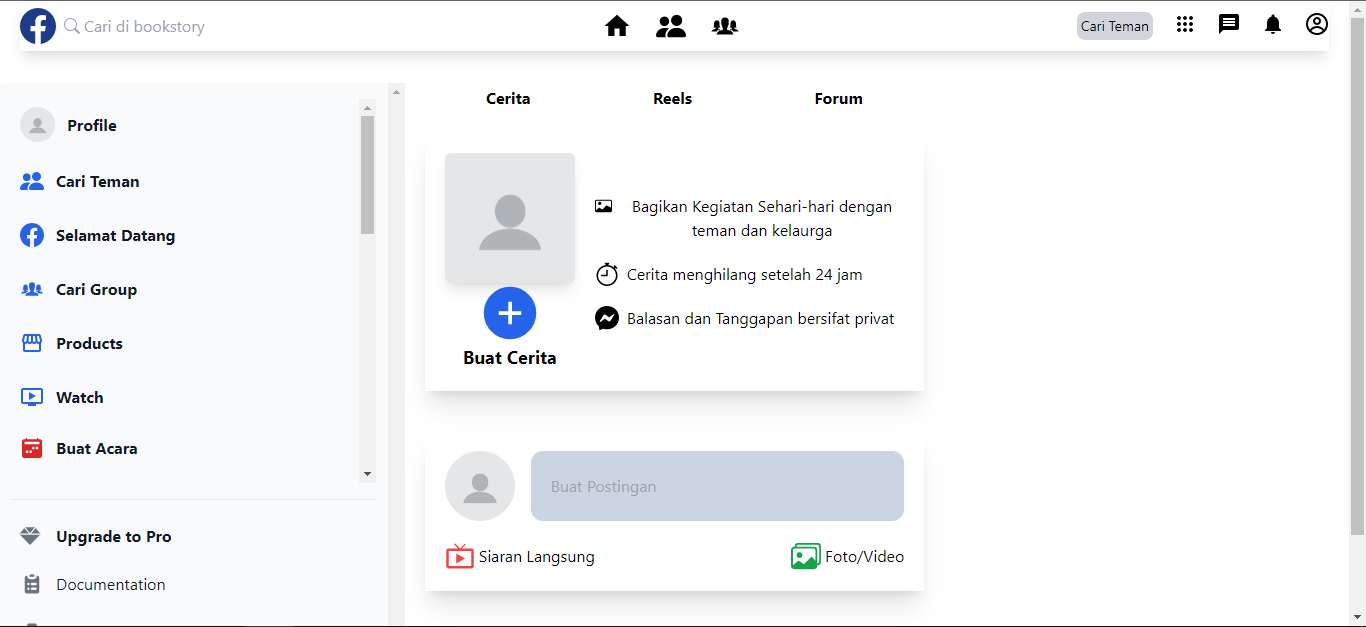 Cari di bookstory
Cari Teman
Profile
Cari Teman
Selamat Datang
Cari Group
Products
Watch
Buat Acara
Upgrade to Pro
Documentation
Cerita
Reels
Forum
Bagikan Kegiatan Sehari-hari dengan
teman dan kelaurga
Cerita menghilang setelah 24 jam
Balasan dan Tanggapan bersifat privat
Buat Cerita
Buat Postingan
Siaran Langsung
Foto/Video